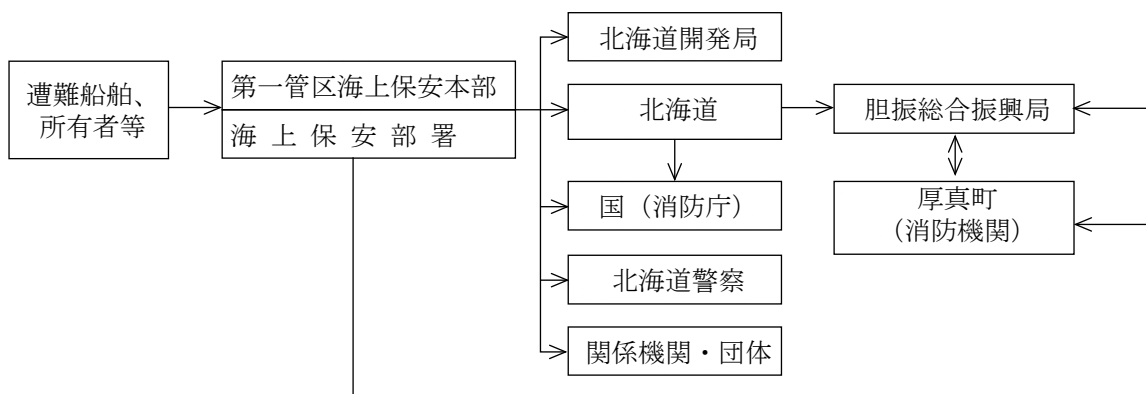 遭難船舶、
所有者等
第一管区海上保安本部
海上保安部署
北海道開発局
北海道
国（消防庁）
北海道警察
関係機関・団体
胆振総合振興局
厚真町
（消防機関）